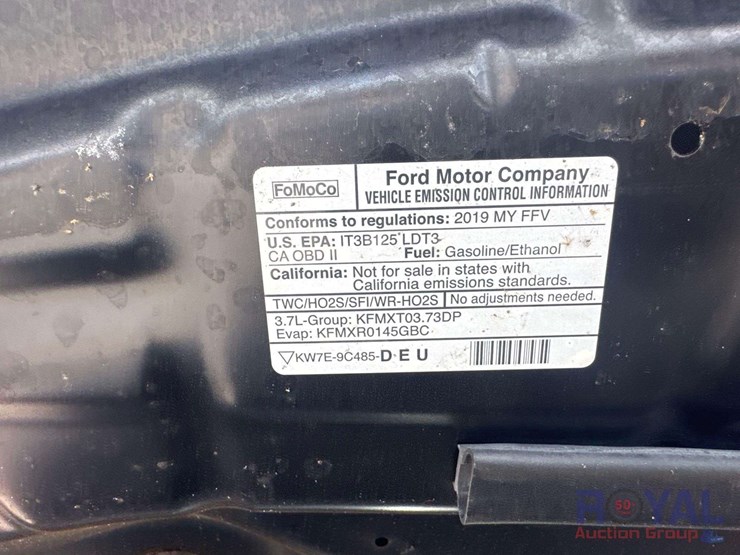 FoMoCo
Ford Motor Company
VEHICLE EMISSION CONTROL INFORMATION
Conforms to regulations: 2019 MY FFV
U.S. EPA: IT3B125 LDT3
CA OBD II Fuel: Gasoline/Ethanol
California: Not for sale in states with
California emissions standards.
TWC/HO2S/SFI/WR-HO2S No adjustments needed.
3.7L-Group: KFMXT03.73DP
Evap: KFMXR0145GBC
KW7E-9C485-D E U
50
ROYAL
Auction Group